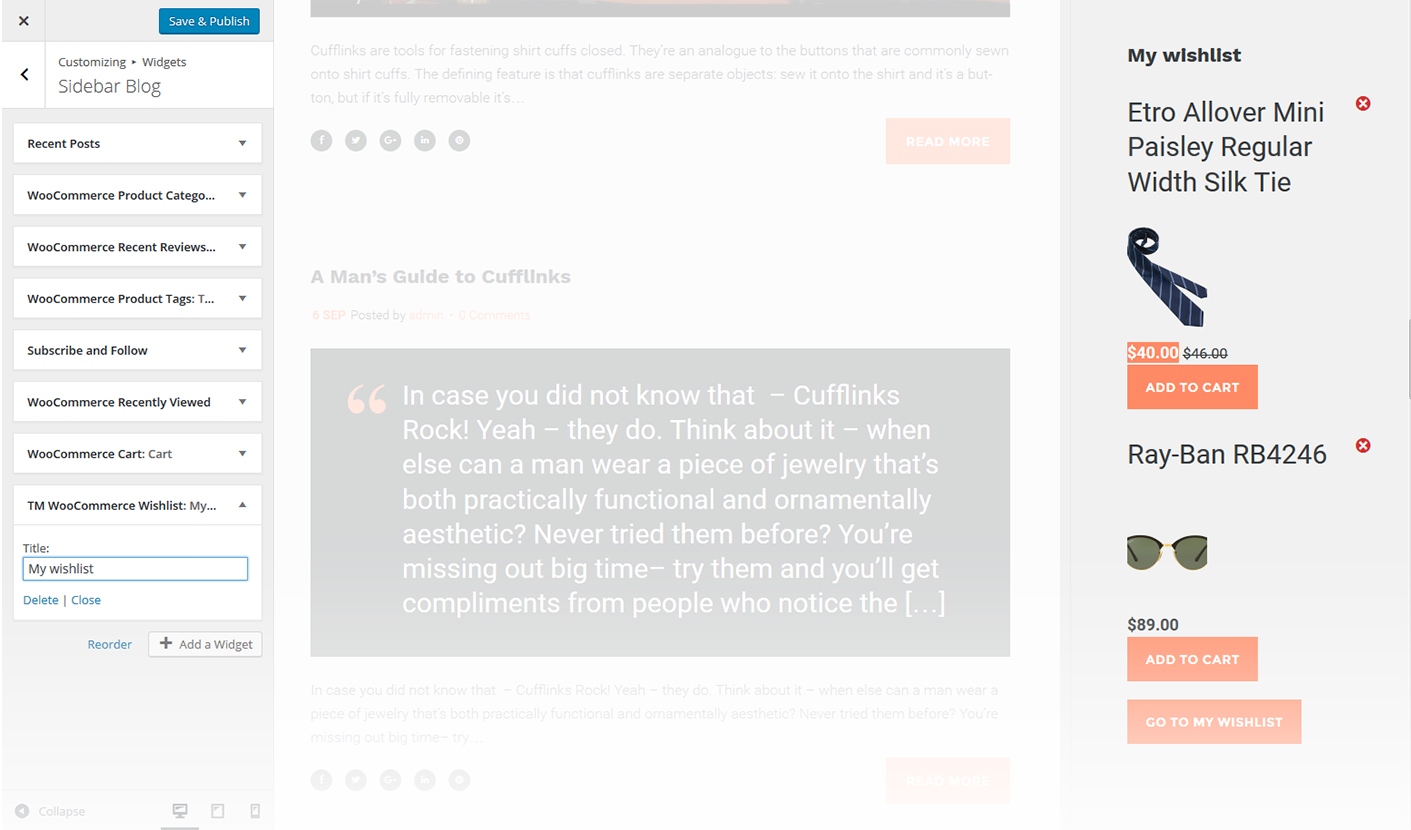 Save & Publish
Customizing ▸ Widgets
Sidebar Blog
Recent Posts
WooCommerce Product Catego...
WooCommerce Recent Reviews...
WooCommerce Product Tags: T...
Subscribe and Follow
WooCommerce Recently Viewed
WooCommerce Cart: Cart
TM WooCommerce Wishlist: My...
Title:
My wishlist
Delete | Close
Reorder
Add a Widget
Collapse
Cufflinks are tools for fastening shirt cuffs closed. They're an analogue to the buttons that are commonly sewn
onto shirt cuffs. The defining feature is that cufflinks are separate objects: sew it onto the shirt and it's a but-
ton, but if it's fully removable it's…
READ MORE
A Man's Guide to Cufflinks
6 SEP Posted by admin • 0 Comments
“ In case you did not know that – Cufflinks
Rock! Yeah – they do. Think about it – when
else can a man wear a piece of jewelry that's
both practically functional and ornamentally
aesthetic? Never tried them before? You're
missing out big time– try them and you'll get
compliments from people who notice the […]
In case you did not know that – Cufflinks Rock! Yeah – they do. Think about it – when else can a man wear a
piece of jewelry that's both practically functional and ornamentally aesthetic? Never tried them before? You're
missing out big time– try…
READ MORE
My wishlist
Etro Allover Mini
Paisley Regular
Width Silk Tie
$40.00 $46.00
ADD TO CART
Ray-Ban RB4246
$89.00
ADD TO CART
GO TO MY WISHLIST